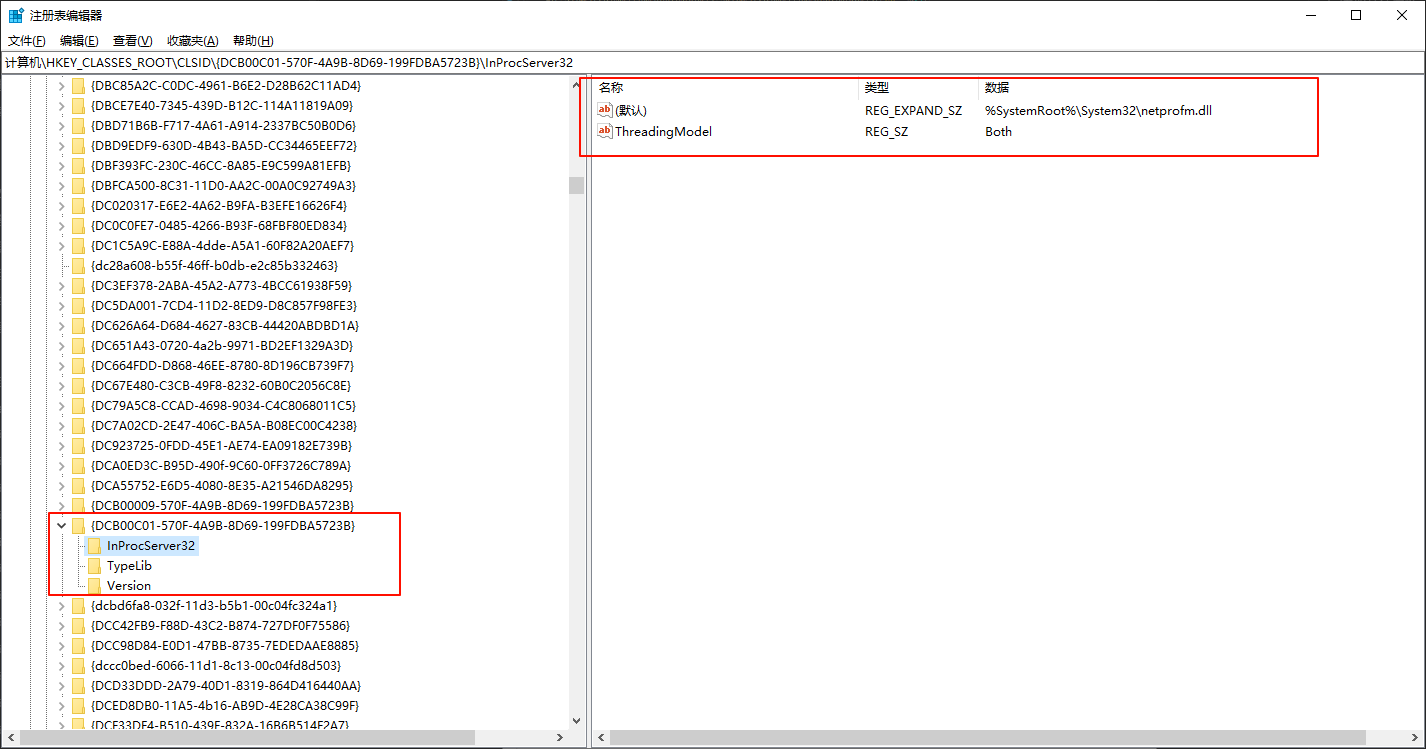 注册表编辑器
文件(F) 编辑(E) 查看(V) 收藏夹(A) 帮助(H)
计算机\HKEY_CLASSES_ROOT\CLSID\{DCB00C01-570F-4A9B-8D69-199FDBA5723B}\InProcServer32
{DBC85A2C-C0DC-4961-B6E2-D28B62C11AD4}
{DBCE7E40-7345-439D-B12C-114A11819A09}
{DBD71B6B-F717-4A61-A914-2337BC50B0D6}
{DBD9EDF9-630D-4B43-BA5D-CC34465EEF72}
{DBF393FC-230C-46CC-8A85-E9C599A81EFB}
{DBFCA500-8C31-11D0-AA2C-00A0C92749A3}
{DC020317-E6E2-4A62-B9FA-B3EFE16626F4}
{DC0C0FE7-0485-4266-B93F-68FBF80ED834}
{DC1C5A9C-E88A-4dde-A5A1-60F82A20AEF7}
{dc28a608-b55f-46ff-b0db-e2c85b332463}
{DC3EF378-2ABA-45A2-A773-4BCC61938F59}
{DC5DA001-7CD4-11D2-8ED9-D8C857F98FE3}
{DC626A64-D684-4627-83CB-44420ABDBD1A}
{DC651A43-0720-4a2b-9971-BD2EF1329A3D}
{DC664FDD-D868-46EE-8780-8D196CB739F7}
{DC67E480-C3CB-49F8-8232-60B0C2056C8E}
{DC79A5C8-CCAD-4698-9034-C4C8068011C5}
{DC7A02CD-2E47-406C-BA5A-B08EC00C4238}
{DC923725-0FDD-45E1-AE74-EA09182E739B}
{DCA0ED3C-B95D-490f-9C60-0FF3726C789A}
{DCA55752-E6D5-4080-8E35-A21546DA8295}
{DCB00009-570F-4A9B-8D69-199FDBA5723B}
{DCB00C01-570F-4A9B-8D69-199FDBA5723B}
InProcServer32
TypeLib
Version
{dcbd6fa8-032f-11d3-b5b1-00c04fc324a1}
{DCC42FB9-F88D-43C2-B874-727DF0F75586}
{DCC98D84-E0D1-47BB-8735-7EDEDAAE8885}
{dccc0bed-6066-11d1-8c13-00c04fd8d503}
{DCD33DDD-2A79-40D1-8319-864D416440AA}
{DCED8DB0-11A5-4b16-AB9D-4E28CA38C99F}
{DCF33DF4-B510-439F-832A-16B6B514F2A7}
名称 类型 数据
(默认) REG_EXPAND_SZ %SystemRoot%\System32\netprofm.dll
ThreadingModel REG_SZ Both